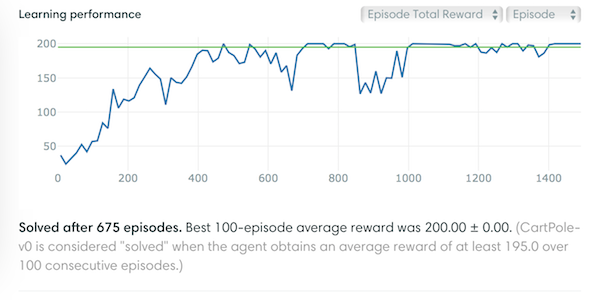 Learning performance
Episode Total Reward
Episode
200
150
100
50
0 200 400 600 800 1000 1200 1400
Solved after 675 episodes. Best 100-episode average reward was 200.00 ± 0.00. (CartPole-
v0 is considered "solved" when the agent obtains an average reward of at least 195.0 over
100 consecutive episodes.)